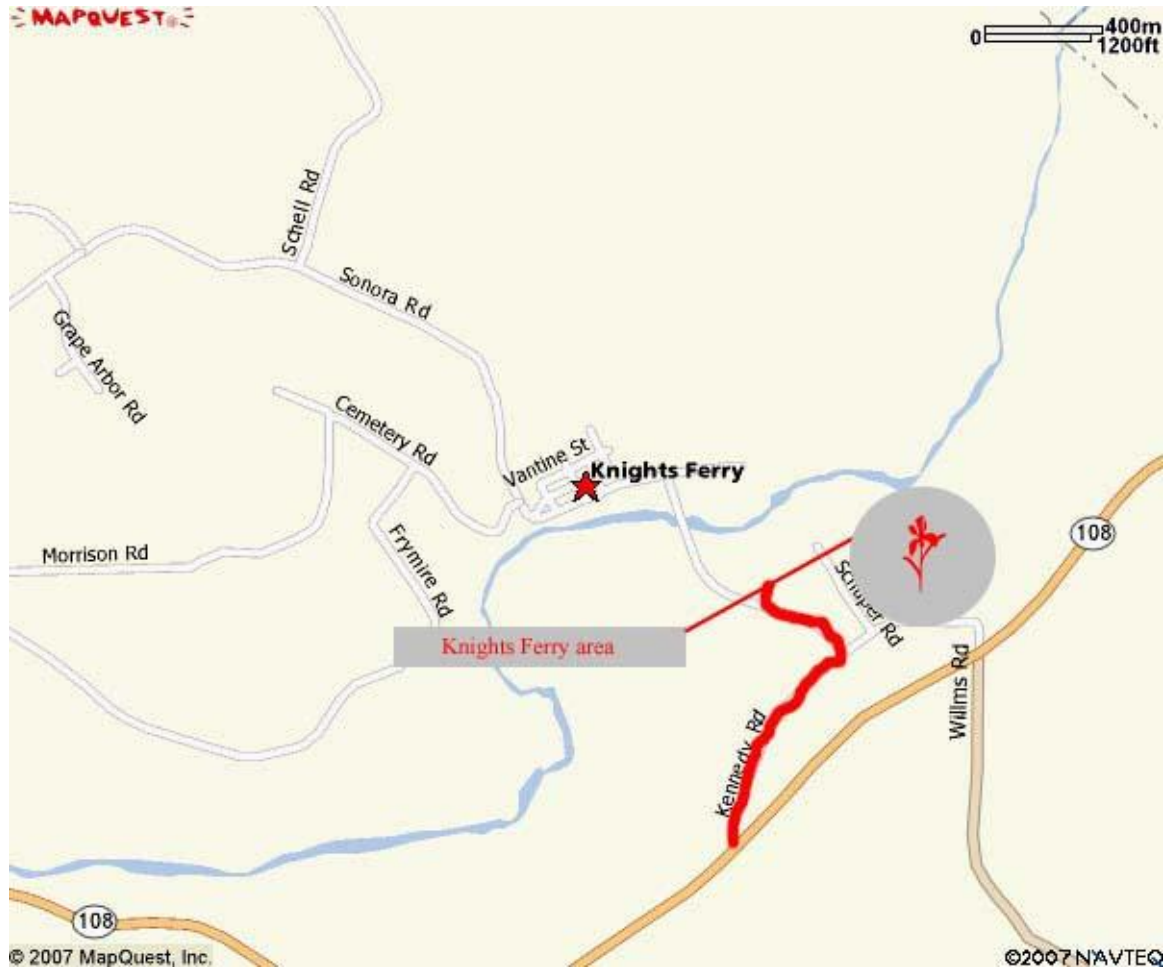 MAPQUEST
0 400m
1200ft
Schell Rd
Sonora Rd
Grape Arbor Rd
Cemetery Rd
Vantine St
Knights Ferry
108
Morrison Rd
Frymire Rd
Rd
Knights Ferry area
Willms Rd
Kennedy Rd
108
© 2007 MapQuest, Inc.
©2007 NAVTEQ